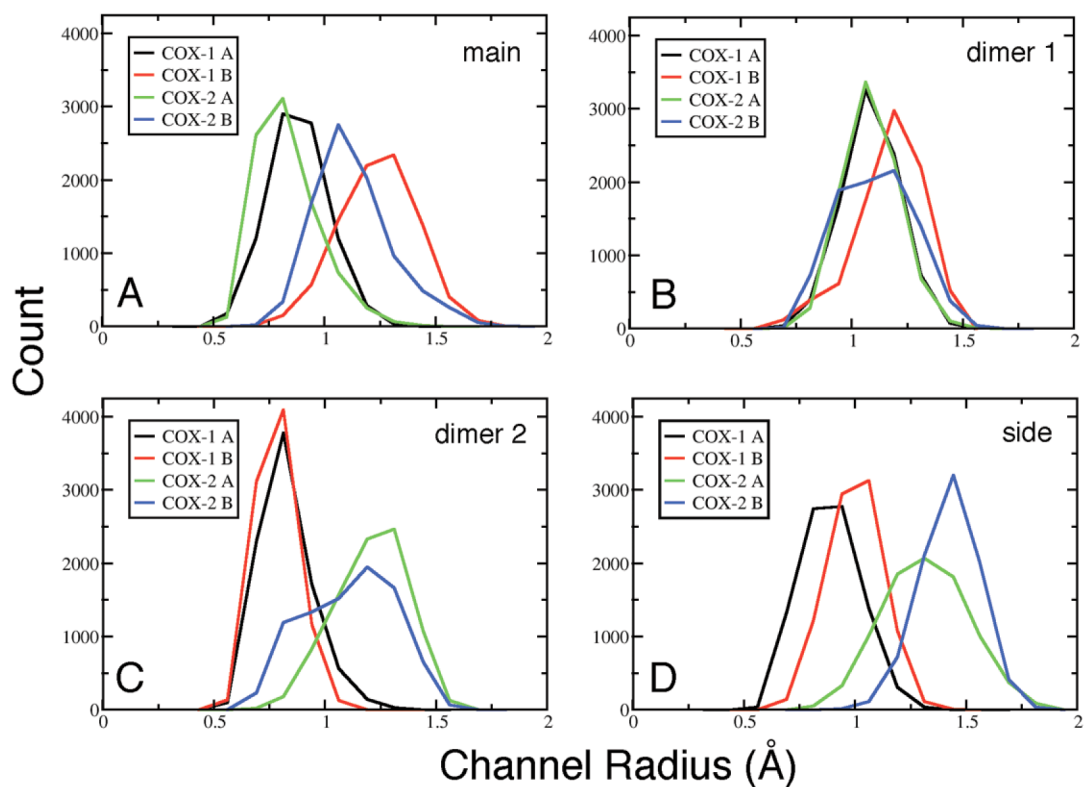 4000
3000
2000
1000
0
COX-1 A
COX-1 B
COX-2 A
COX-2 B
main
A
0
0.5
1
1.5
2
4000
3000
2000
1000
0
COX-1 A
COX-1 B
COX-2 A
COX-2 B
dimer 1
B
0
0.5
1
1.5
2
Count
4000
3000
2000
1000
0
COX-1 A
COX-1 B
COX-2 A
COX-2 B
dimer 2
C
0
0.5
1
1.5
2
4000
3000
2000
1000
0
COX-1 A
COX-1 B
COX-2 A
COX-2 B
side
D
0
0.5
1
1.5
2
Channel Radius (Å)